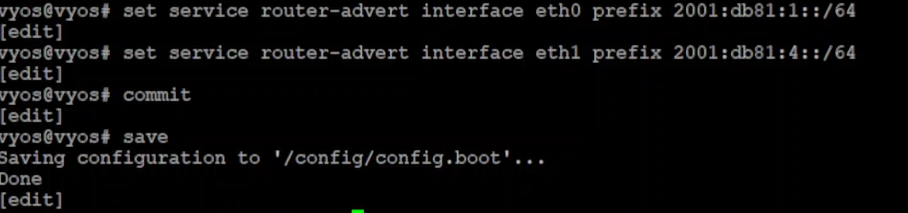 vyos@vyos# set service router-advert interface eth0 prefix 2001:db81:1::/64
[edit]
vyos@vyos# set service router-advert interface eth1 prefix 2001:db81:4::/64
[edit]
vyos@vyos# commit
[edit]
vyos@vyos# save
Saving configuration to '/config/config.boot'...
Done
[edit]